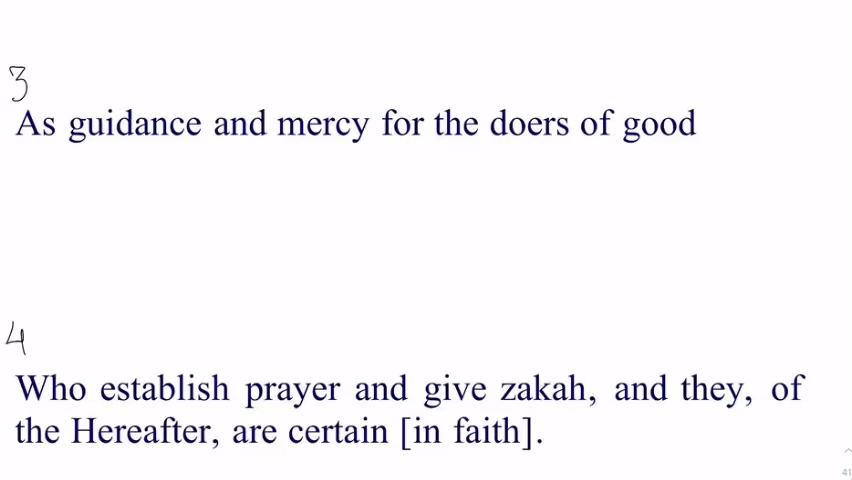 3
As guidance and mercy for the doers of good
4
Who establish prayer and give zakah, and they, of
the Hereafter, are certain [in faith].
41